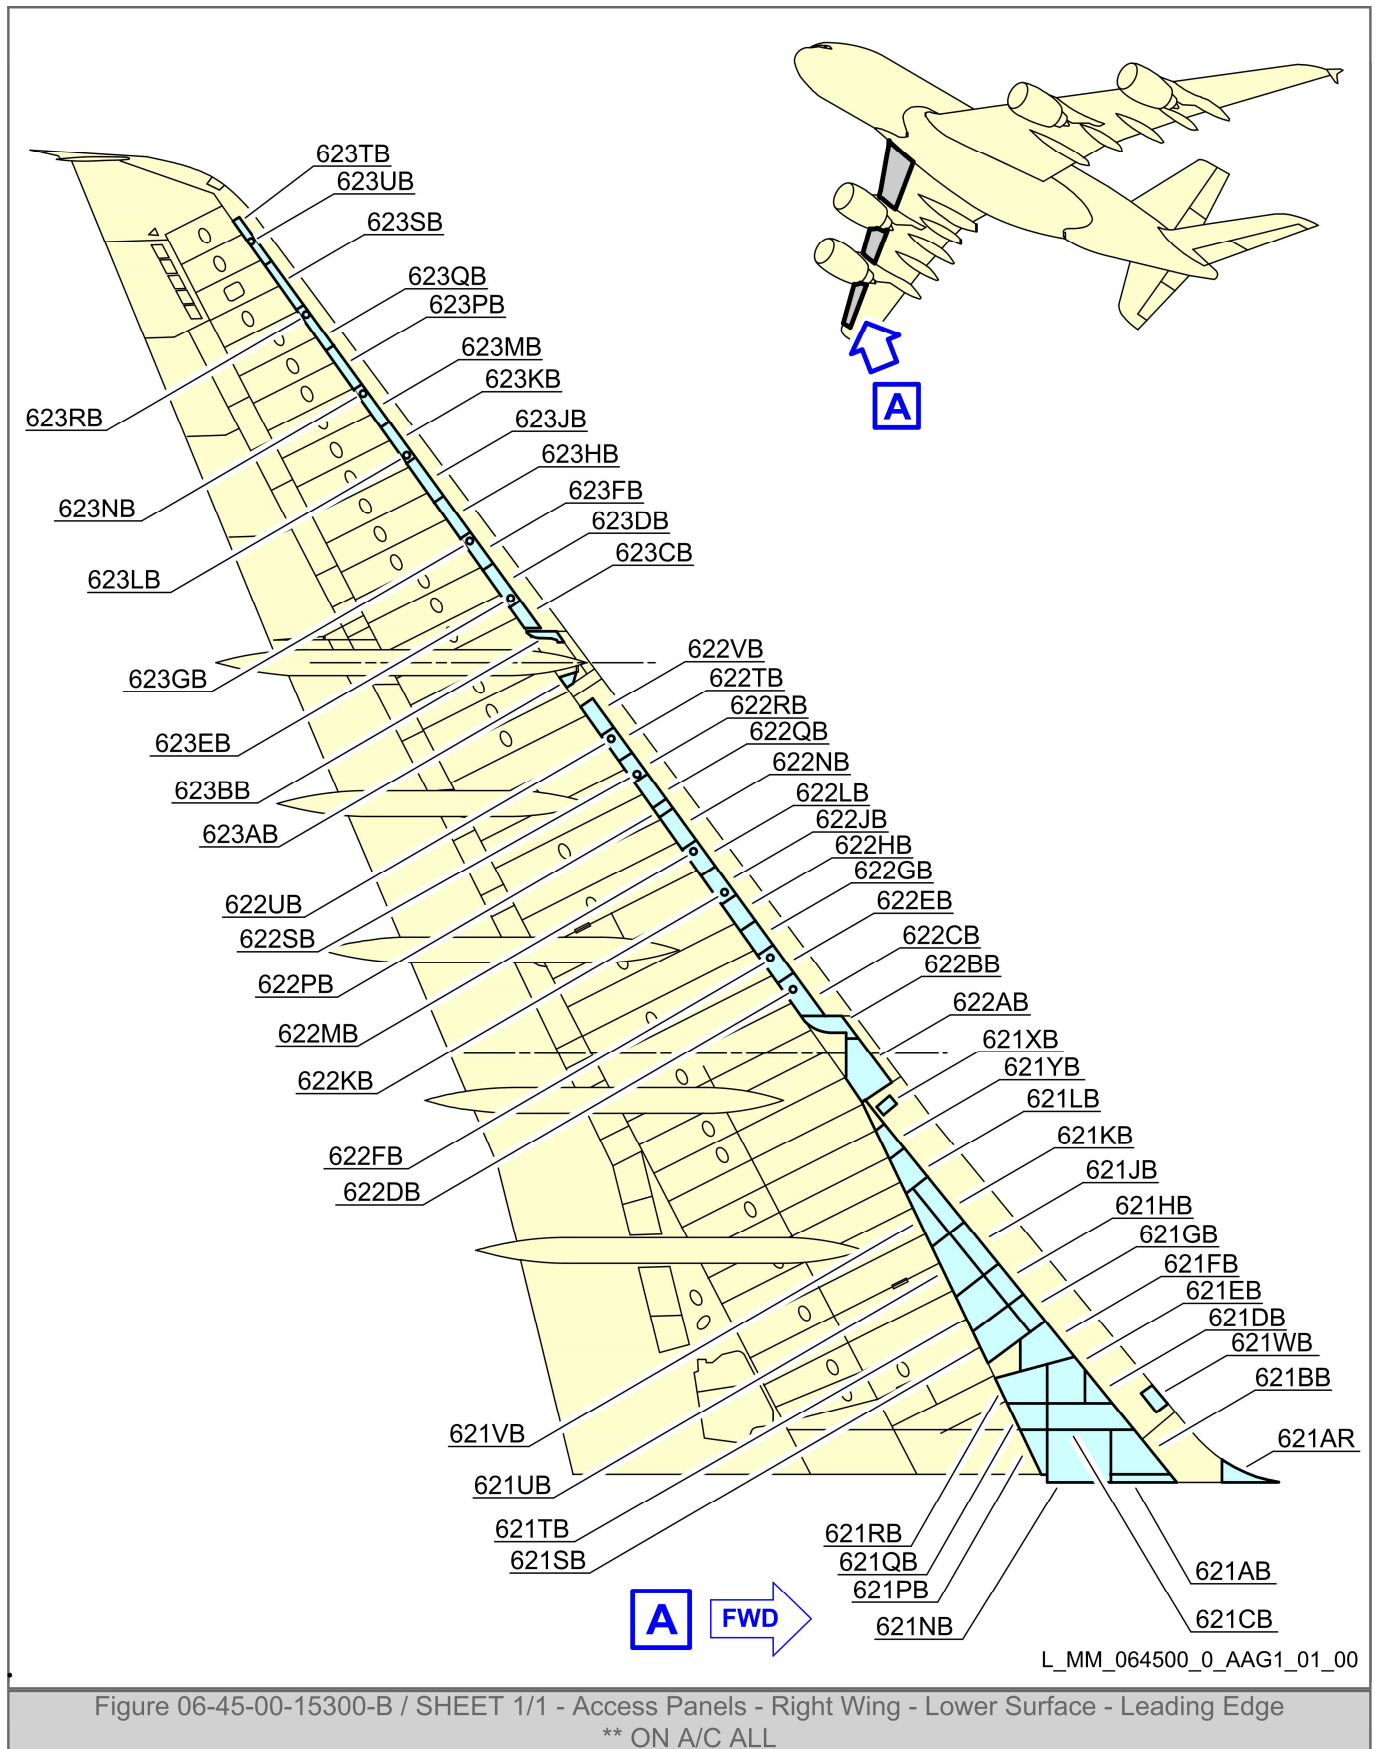 623TB
623UB
623SB
623QB
623PB
623MB
623KB
623RB
623JB
623HB
623FB
623NB
623DB
623CB
623LB
622VB
623GB
622TB
622RB
622QB
623EB
622NB
623BB
622LB
622JB
623AB
622HB
622GB
622EB
622UB
622SB
622CB
622BB
622PB
622AB
622MB
621XB
621YB
622KB
621LB
621KB
622FB
621JB
622DB
621HB
621GB
621FB
621EB
621DB
621WB
621BB
621VB
621AR
621UB
621TB
621SB
621RB
621QB
621PB
621NB
621AB
621CB
A
A
FWD
L_MM_064500_0_AAG1_01_00
Figure 06-45-00-15300-B / SHEET 1/1 - Access Panels - Right Wing - Lower Surface - Leading Edge
** ON A/C ALL